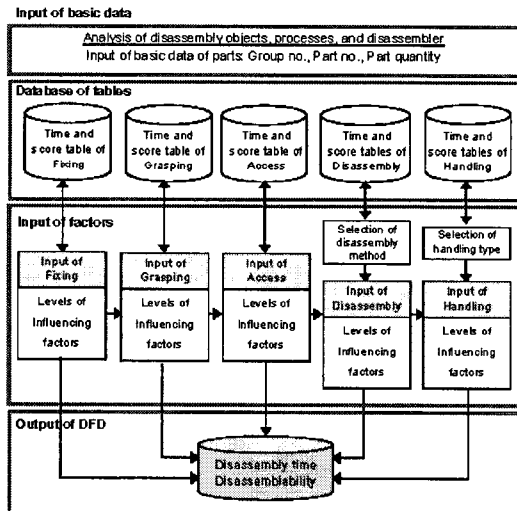 Input of basic data
Analysis of disassembly objects, processes, and disassembler
Input of basic data of parts: Group no., Part no., Part quantity
Database of tables
Time and
score table of
Fixing
Time and
score table of
Grasping
Time and
score table of
Access
Time and
score tables of
Disassembly
Time and
score tables of
Handling
Input of factors
Selection of
disassembly
method
Selection of
handling type
Input of
Fixing
Levels of
Influencing
factors
Input of
Grasping
Levels of
Influencing
factors
Input of
Access
Levels of
Influencing
factors
Input of
Disassembly
Levels of
Influencing
factors
Input of
Handling
Levels of
Influencing
factors
Output of DFD
Disassembly time
Disassemblability